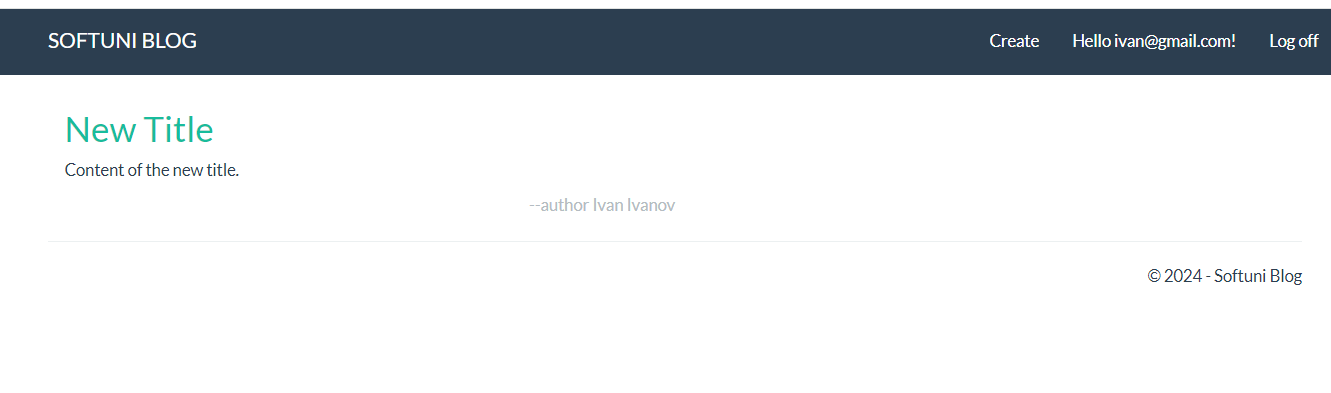 SOFTUNI BLOG Create Hello ivan@gmail.com! Log off
New Title
Content of the new title.
--author Ivan Ivanov
© 2024 - Softuni Blog